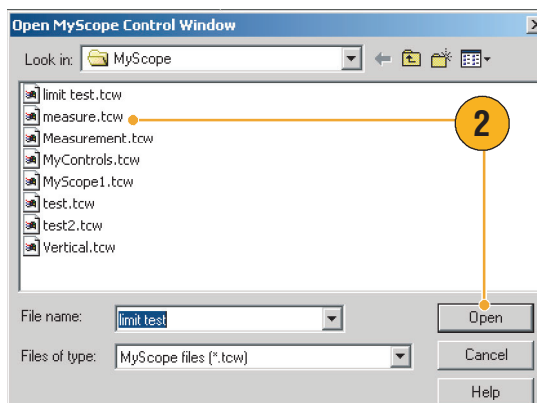 Open MyScope Control Window
Look in: MyScope
limit test.tcw
measure.tcw
2
Measurement.tcw
MyControls.tcw
MyScope1.tcw
test.tcw
test2.tcw
Vertical.tcw
File name: limit test Open
Files of type: MyScope files (*.tcw) Cancel
Help